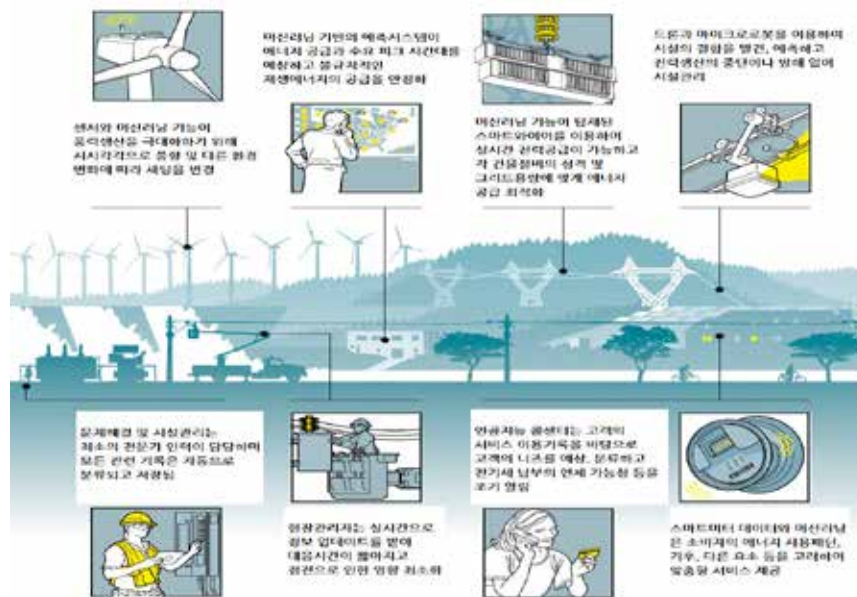 머신러닝 기반의 예측시스템이
에너지 공급과 수요 피크 시간대를
예상하고 불규칙적인
재생에너지의 공급을 안정화
드론과 마이크로로봇을 이용하여
시설의 결함을 발견, 예측하고
전력생산의 중단이나 방해 없이
시설관리
센서와 머신러닝 기능이
풍력생산을 극대화하기 위해
시시각각으로 풍향 및 다른 환경
변화에 따라 세팅을 변경
머신러닝 기능이 탑재된
스마트와이어를 이용하여
실시간 전력공급이 가능하고
각 건물설비의 성격 및
그리드용량에 맞게 에너지
공급 최적화
문제해결 및 시설관리는
최소의 전문가 인력이 담당하며
모든 관련 기록은 자동으로
분류되고 저장됨
현장관리자는 실시간으로
정보 업데이트를 받아
대응시간이 짧아지고
정전으로 인한 영향 최소화
인공지능 콜센터는 고객의
서비스 이용기록을 바탕으로
고객의 니즈를 예상, 분류하고
전기세 납부의 연체 가능성 등을
조기 알림
스마트미터 데이터와 머신러닝
은 소비자의 에너지 사용패턴,
기후, 다른 요소 등을 고려하여
맞춤형 서비스 제공